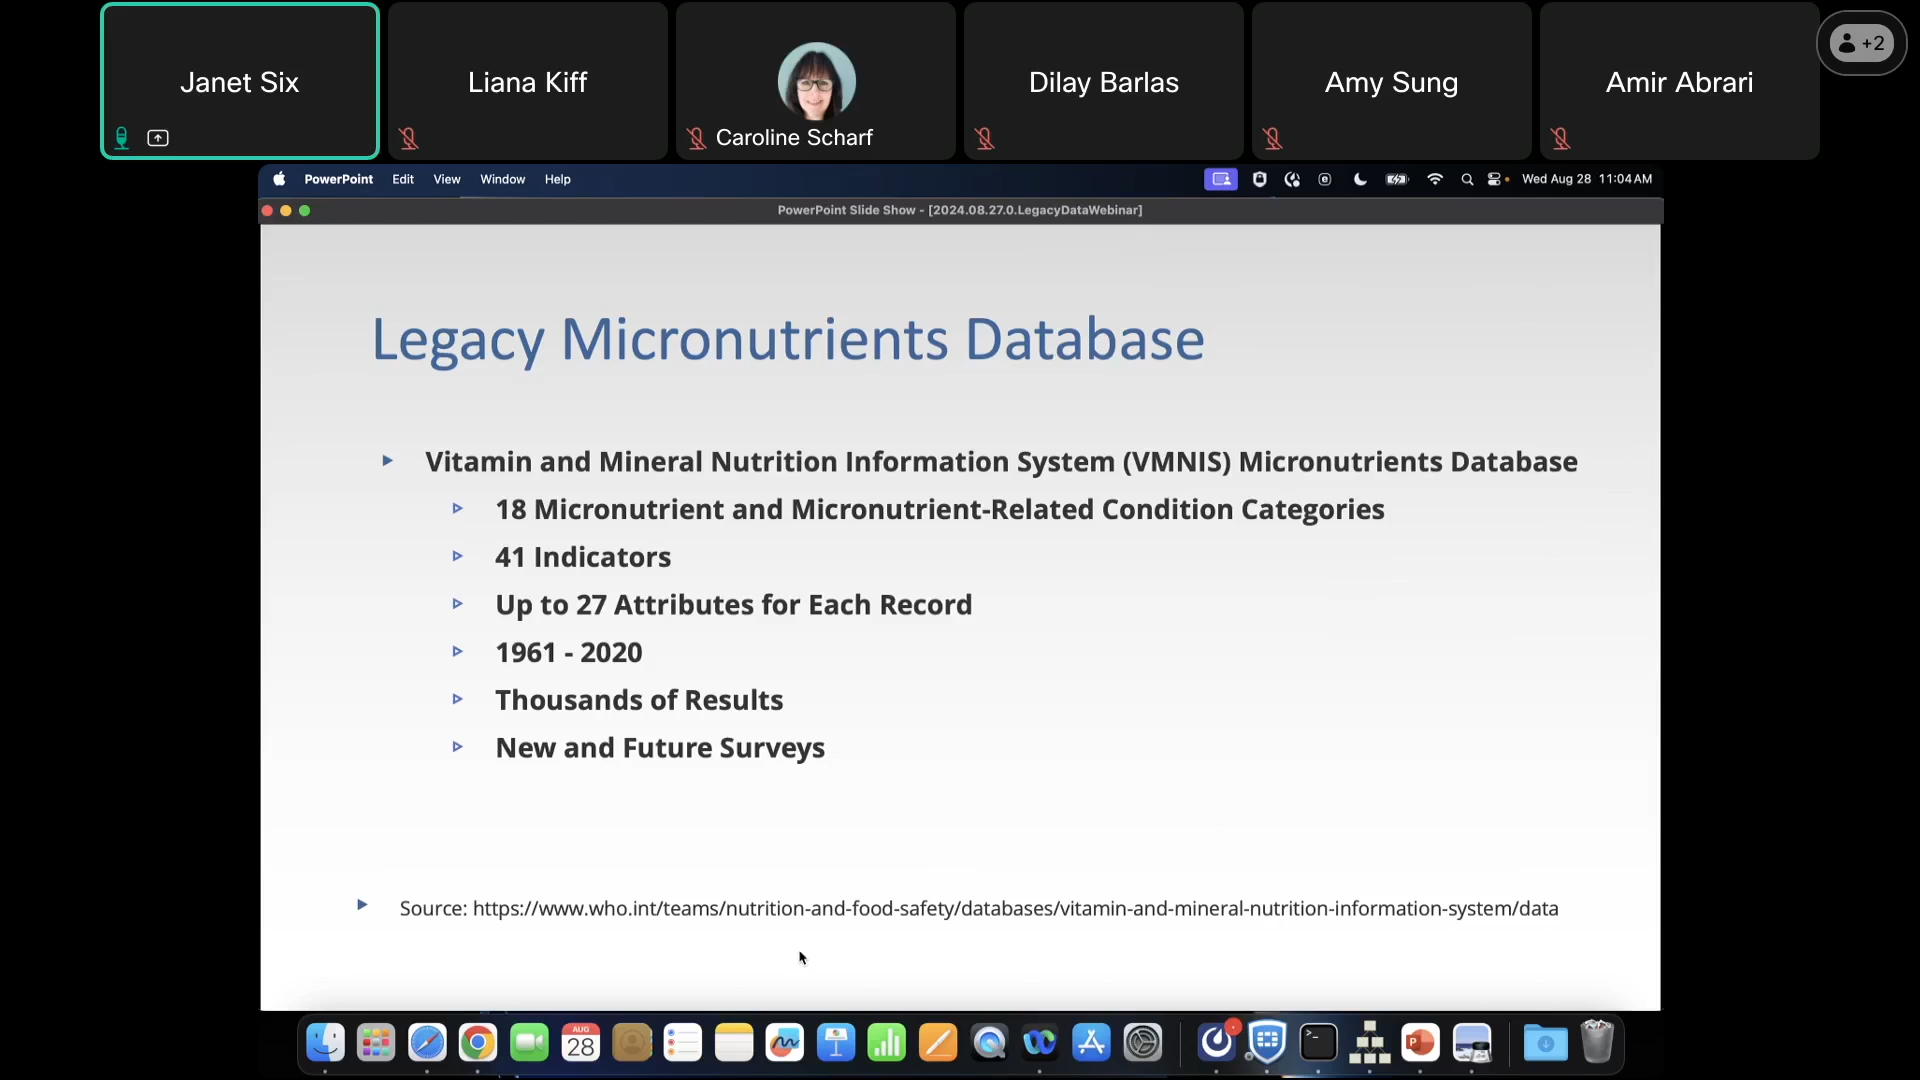 Janet Six
Liana Kiff
Caroline Scharf
Dilay Barlas
Amy Sung
Amir Abrari
+2
PowerPoint Edit View Window Help
Wed Aug 28 11:04 AM
PowerPoint Slide Show - [2024.08.27.0.LegacyDataWebinar]
Legacy Micronutrients Database
Vitamin and Mineral Nutrition Information System (VMNIS) Micronutrients Database
18 Micronutrient and Micronutrient-Related Condition Categories
41 Indicators
Up to 27 Attributes for Each Record
1961 - 2020
Thousands of Results
New and Future Surveys
Source: https://www.who.int/teams/nutrition-and-food-safety/databases/vitamin-and-mineral-nutrition-information-system/data
AUG
28